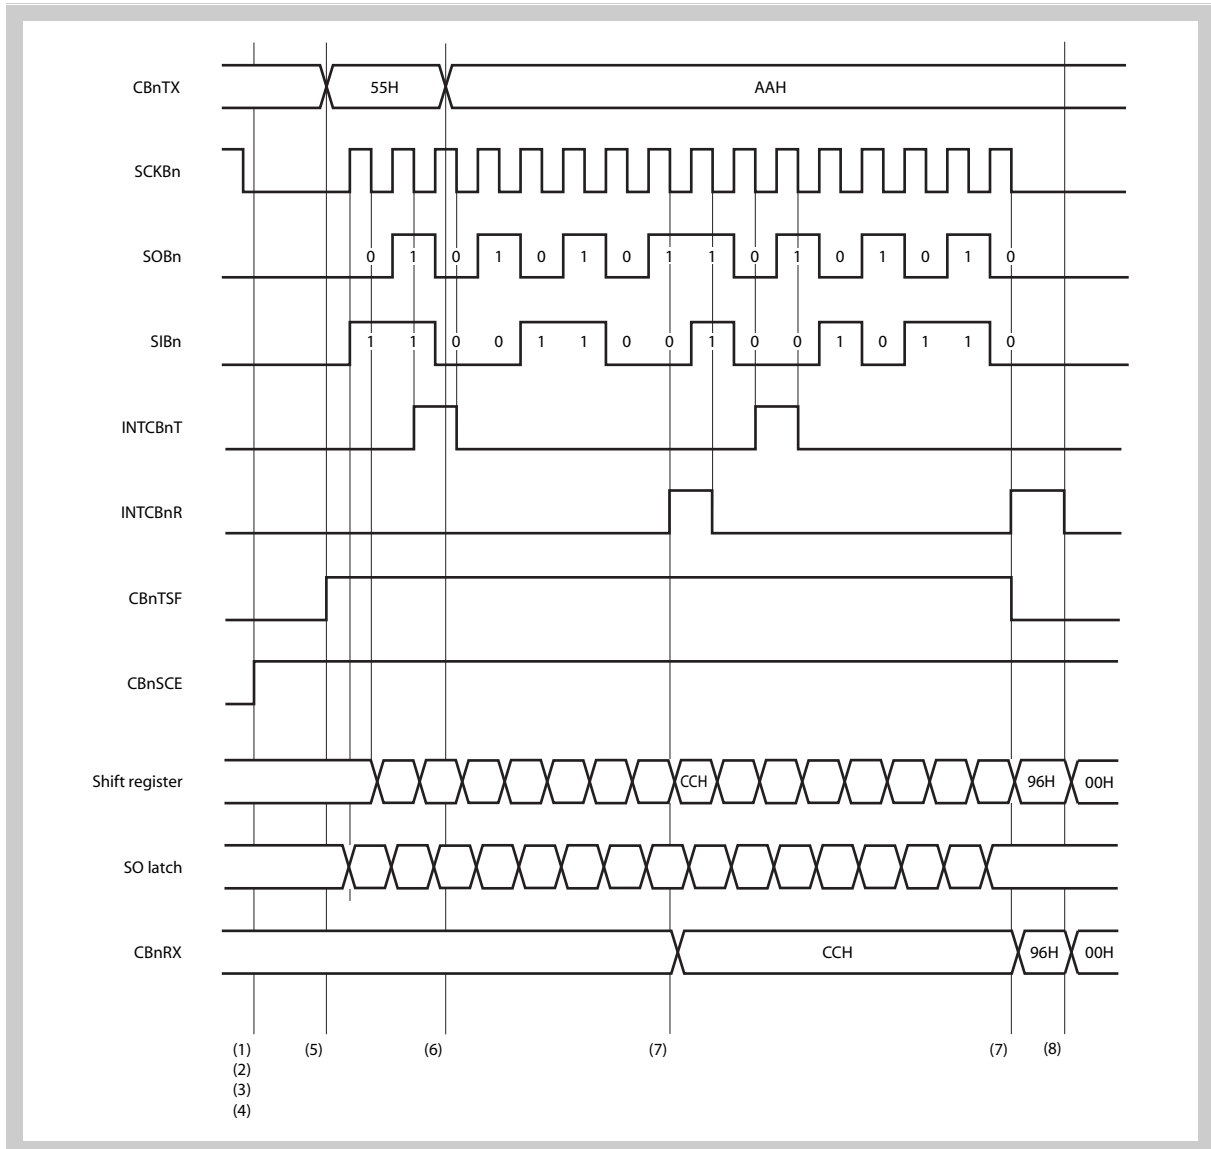 CBnTX 55H AAH
SCKBn
SOBn 0 1 0 1 0 1 0 1 1 0 1 0 1 0 1 0
SIBn 1 1 0 0 1 1 0 0 1 0 0 1 0 1 1 0
INTCBnT
INTCBnR
CBnTSF
CBnSCE
Shift register CCH 96H 00H
SO latch
CBnRX CCH 96H 00H
(1) (5) (6) (7) (7) (8)
(2)
(3)
(4)